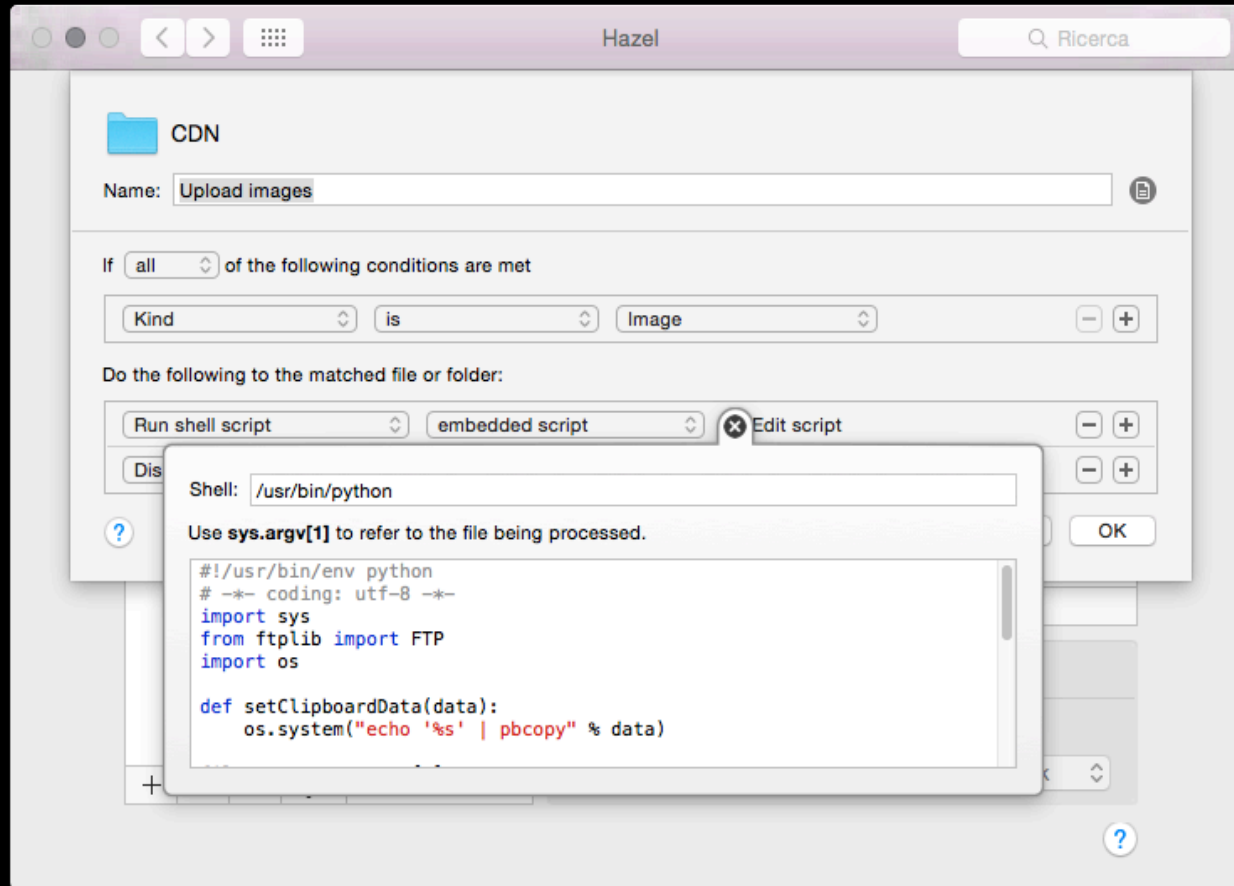 Hazel
Ricerca
CDN
Name: Upload images
If all of the following conditions are met
Kind is Image
Do the following to the matched file or folder:
Run shell script embedded script Edit script
Dis
Shell: /usr/bin/python
Use sys.argv[1] to refer to the file being processed.
OK
#!/usr/bin/env python
# -*- coding: utf-8 -*-
import sys
from ftplib import FTP
import os
def setClipboardData(data):
os.system("echo '%s' | pbcopy" % data)